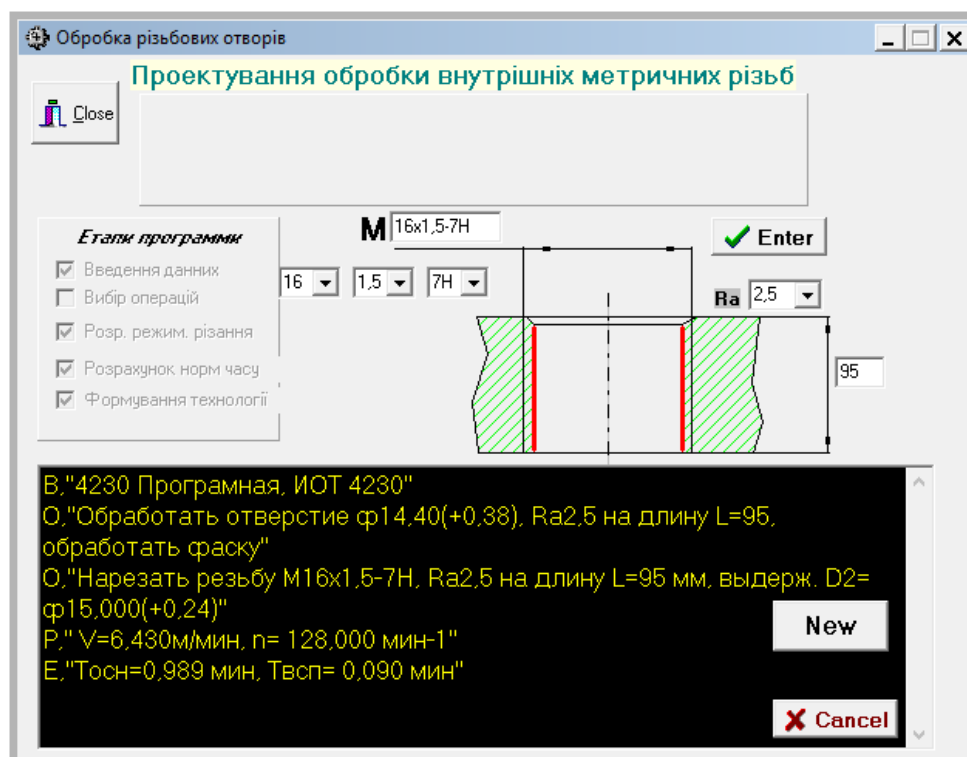 Обробка різьбових отворів
Проектування обробки внутрішніх метричних різьб
Close
M 16x1,5-7H
Етапи программи
Enter
Введення данних
16 1,5 7H
Ra 2,5
Вибір операцій
Розр. режим. різання
Розрахунок норм часу
95
Формування технології
В,"4230 Програмная, ИОТ 4230"
О,"Обработать отверстие ф14,40(+0,38), Ra2,5 на длину L=95,
обработать фаску"
О,"Нарезать резьбу М16х1,5-7Н, Ra2,5 на длину L=95 мм, выдерж. D2=
ф15,000(+0,24)"
New
Р," V=6,430м/мин, n= 128,000 мин-1"
Е,"Тосн=0,989 мин, Твсп= 0,090 мин"
Cancel